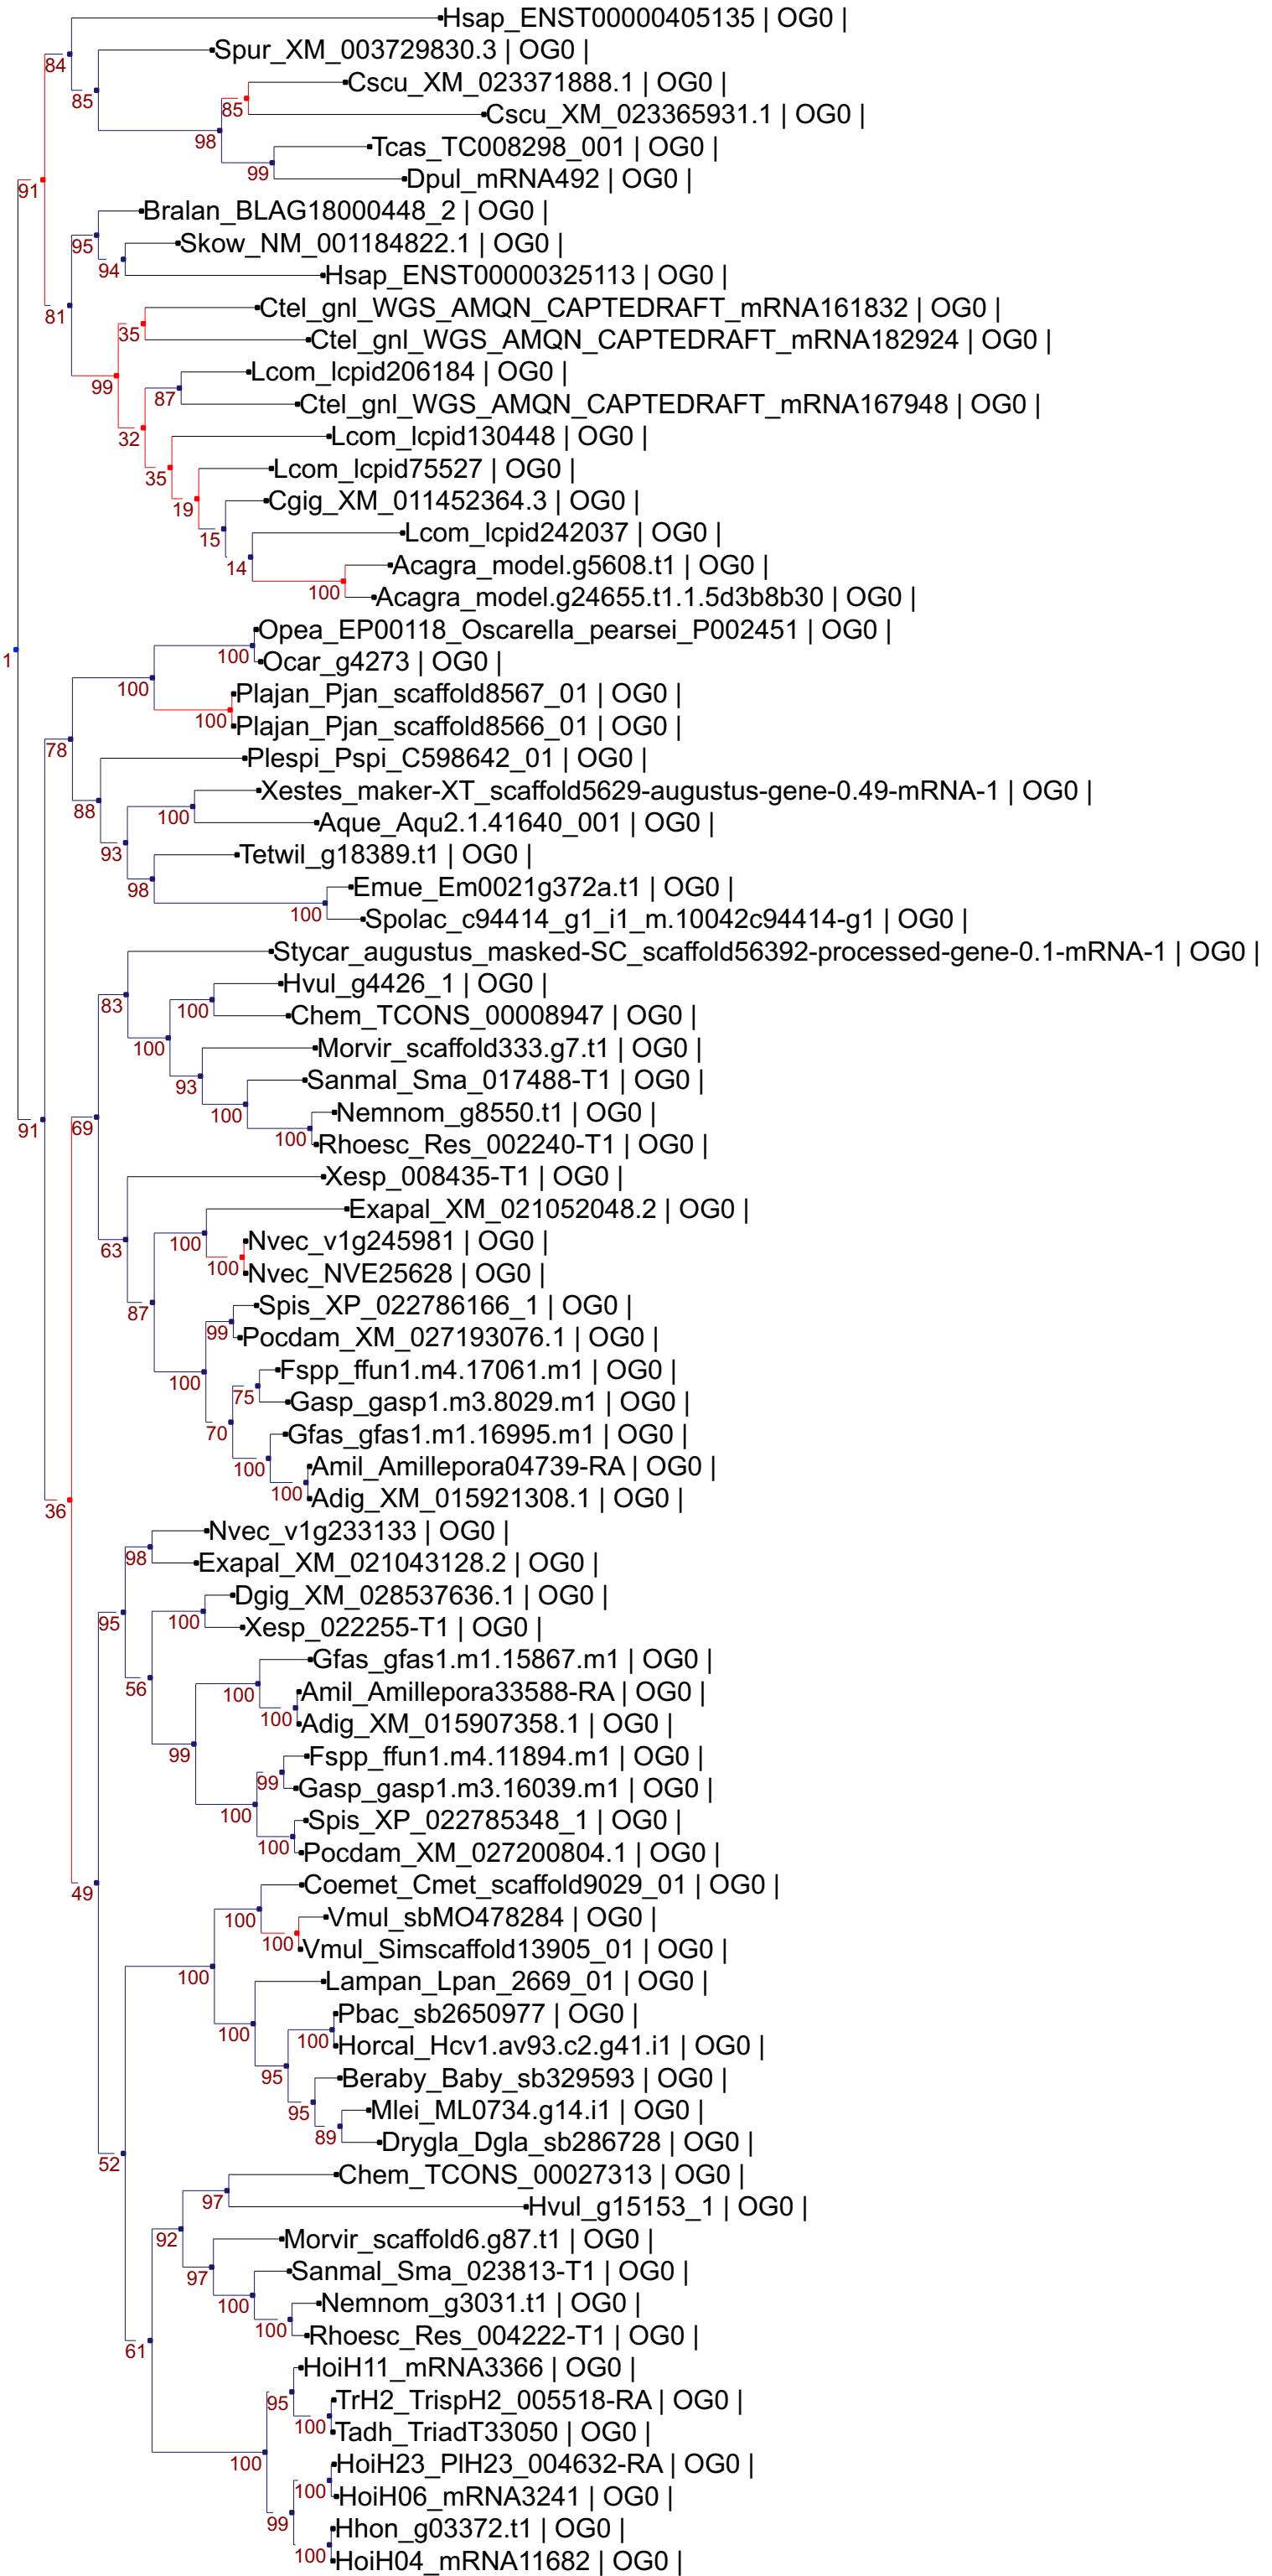 Hsap_ENST00000405135 | OG0 |
84
Spur_XM_003729830.3 | OG0 |
85
Cscu_XM_023371888.1 | OG0 |
85
Cscu_XM_023365931.1 | OG0 |
98
Tcas_TC008298_001 | OG0 |
99
Dpul_mRNA492 | OG0 |
91
Bralan_BLAG18000448_2 | OG0 |
95
Skow_NM_001184822.1 | OG0 |
94
Hsap_ENST00000325113 | OG0 |
81
Ctel_gnl_WGS_AMQN_CAPTEDRAFT_mRNA161832 | OG0 |
35
Ctel_gnl_WGS_AMQN_CAPTEDRAFT_mRNA182924 | OG0 |
99
Lcom_lcpid206184 | OG0 |
87
Ctel_gnl_WGS_AMQN_CAPTEDRAFT_mRNA167948 | OG0 |
32
Lcom_lcpid130448 | OG0 |
35
Lcom_lcpid75527 | OG0 |
19
Cgig_XM_011452364.3 | OG0 |
15
Lcom_lcpid242037 | OG0 |
14
Acagra_model.g5608.t1 | OG0 |
100
Acagra_model.g24655.t1.1.5d3b8b30 | OG0 |
1
Opea_EP00118_Oscarella_pearsei_P002451 | OG0 |
100
Ocar_g4273 | OG0 |
100
Plajan_Pjan_scaffold8567_01 | OG0 |
100
Plajan_Pjan_scaffold8566_01 | OG0 |
78
Plespi_Pspi_C598642_01 | OG0 |
88
Xestes_maker-XT_scaffold5629-augustus-gene-0.49-mRNA-1 | OG0 |
100
Aque_Aqu2.1.41640_001 | OG0 |
93
Tetwil_g18389.t1 | OG0 |
98
Emue_Em0021g372a.t1 | OG0 |
100
Spolac_c94414_g1_i1_m.10042c94414-g1 | OG0 |
Stycar_augustus_masked-SC_scaffold56392-processed-gene-0.1-mRNA-1 | OG0 |
83
Hvul_g4426_1 | OG0 |
100
Chem_TCONS_00008947 | OG0 |
100
Morvir_scaffold333.g7.t1 | OG0 |
93
Sanmal_Sma_017488-T1 | OG0 |
100
Nemnom_g8550.t1 | OG0 |
100
Rhoesc_Res_002240-T1 | OG0 |
91
69
Xesp_008435-T1 | OG0 |
63
Exapal_XM_021052048.2 | OG0 |
100
Nvec_v1g245981 | OG0 |
100
Nvec_NVE25628 | OG0 |
87
Spis_XP_022786166_1 | OG0 |
99
Pocdam_XM_027193076.1 | OG0 |
100
Fspp_ffun1.m4.17061.m1 | OG0 |
75
Gasp_gasp1.m3.8029.m1 | OG0 |
70
Gfas_gfas1.m1.16995.m1 | OG0 |
100
Amil_Amillepora04739-RA | OG0 |
100
Adig_XM_015921308.1 | OG0 |
36
Nvec_v1g233133 | OG0 |
98
Exapal_XM_021043128.2 | OG0 |
95
Dgig_XM_028537636.1 | OG0 |
100
Xesp_022255-T1 | OG0 |
56
Gfas_gfas1.m1.15867.m1 | OG0 |
100
Amil_Amillepora33588-RA | OG0 |
100
Adig_XM_015907358.1 | OG0 |
99
Fspp_ffun1.m4.11894.m1 | OG0 |
99
Gasp_gasp1.m3.16039.m1 | OG0 |
100
Spis_XP_022785348_1 | OG0 |
100
Pocdam_XM_027200804.1 | OG0 |
49
Coemet_Cmet_scaffold9029_01 | OG0 |
100
Vmul_sbMO478284 | OG0 |
100
Vmul_Simscaffold13905_01 | OG0 |
100
Lampan_Lpan_2669_01 | OG0 |
100
Pbac_sb2650977 | OG0 |
100
Horcal_Hcv1.av93.c2.g41.i1 | OG0 |
95
Beraby_Baby_sb329593 | OG0 |
95
Mlei_ML0734.g14.i1 | OG0 |
89
Drygla_Dgla_sb286728 | OG0 |
52
Chem_TCONS_00027313 | OG0 |
97
Hvul_g15153_1 | OG0 |
92
Morvir_scaffold6.g87.t1 | OG0 |
97
Sanmal_Sma_023813-T1 | OG0 |
100
Nemnom_g3031.t1 | OG0 |
100
Rhoesc_Res_004222-T1 | OG0 |
61
HoiH11_mRNA3366 | OG0 |
95
TrH2_TrispH2_005518-RA | OG0 |
100
Tadh_TriadT33050 | OG0 |
100
HoiH23_PlH23_004632-RA | OG0 |
100
HoiH06_mRNA3241 | OG0 |
99
Hhon_g03372.t1 | OG0 |
100
HoiH04_mRNA11682 | OG0 |